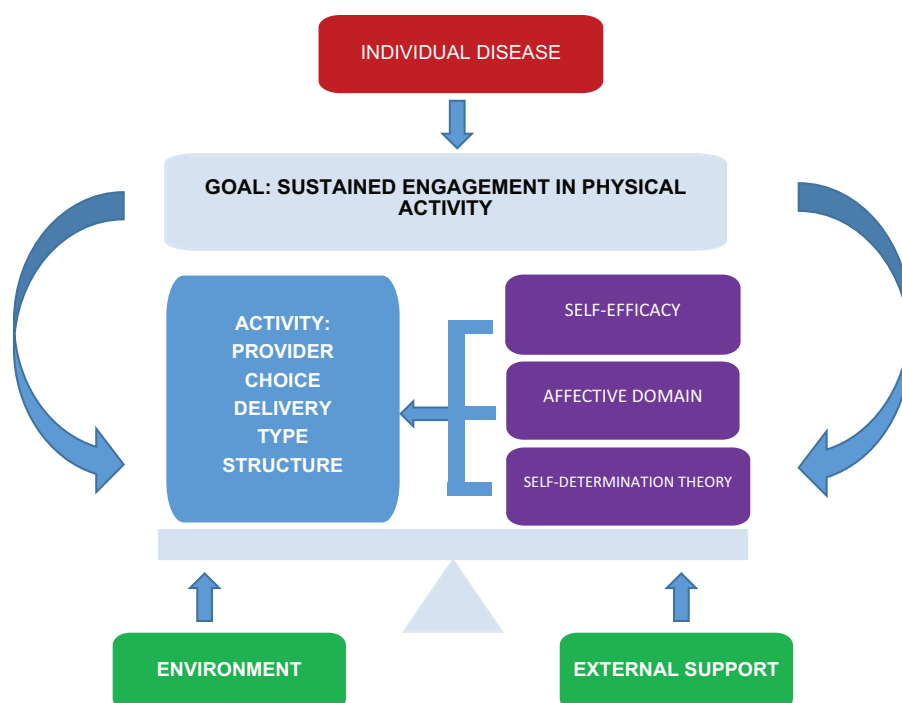 INDIVIDUAL DISEASE
GOAL: SUSTAINED ENGAGEMENT IN PHYSICAL
ACTIVITY
ACTIVITY:
PROVIDER
CHOICE
DELIVERY
TYPE
STRUCTURE
SELF-EFFICACY
AFFECTIVE DOMAIN
SELF-DETERMINATION THEORY
ENVIRONMENT
EXTERNAL SUPPORT